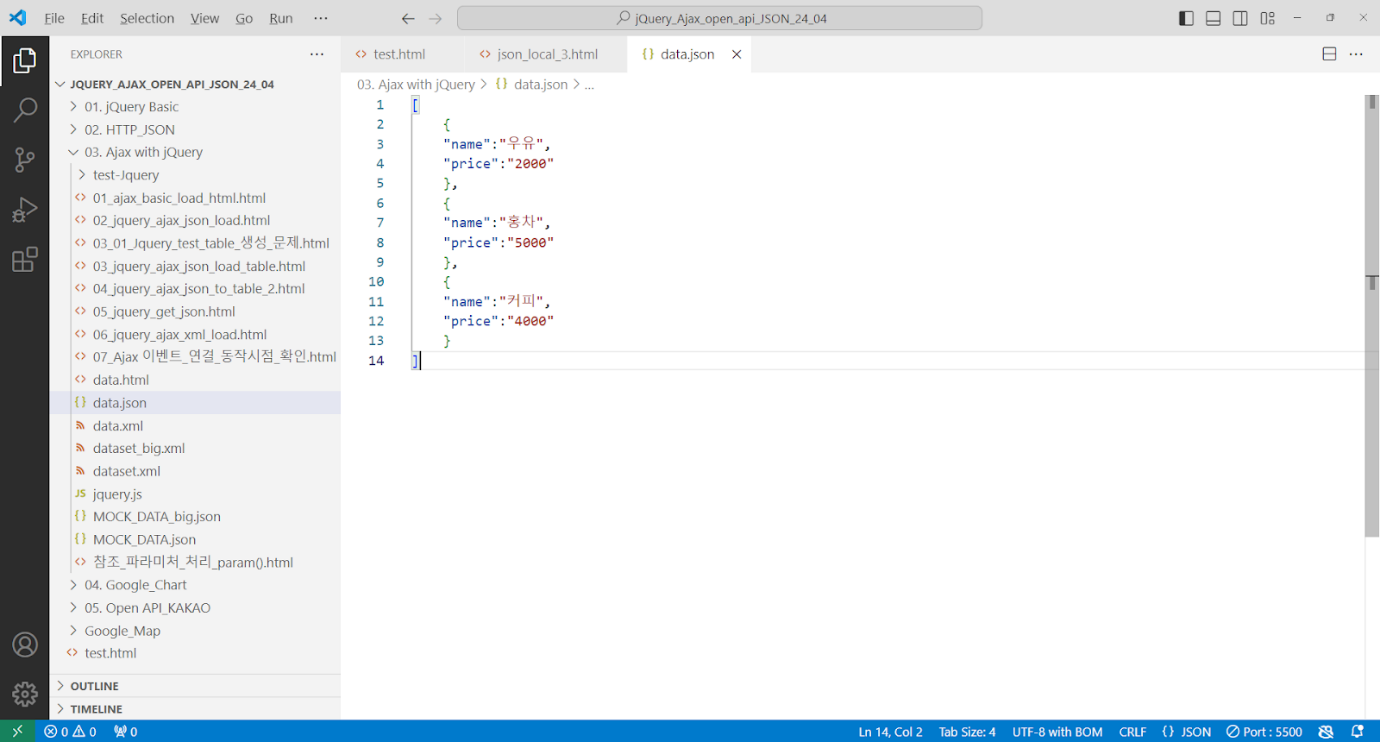 File Edit Selection View Go Run ···
jQuery_Ajax_open_api_JSON_24_04
EXPLORER ···
JQUERY_AJAX_OPEN_API_JSON_24_04
01. jQuery Basic
02. HTTP_JSON
03. Ajax with jQuery
test-Jquery
01_ajax_basic_load_html.html
02_jquery_ajax_json_load.html
03_01_Jquery_test_table_생성_문제.html
03_jquery_ajax_json_load_table.html
04_jquery_ajax_json_to_table_2.html
05_jquery_get_json.html
06_jquery_ajax_xml_load.html
07_Ajax 이벤트_연결_동작시점_확인.html
data.html
data.json
data.xml
dataset_big.xml
dataset.xml
JS jquery.js
MOCK_DATA_big.json
MOCK_DATA.json
참조_파라미처_처리_param().html
04. Google_Chart
05. Open API_KAKAO
Google_Map
test.html
OUTLINE
TIMELINE
test.html json_local_3.html {} data.json
03. Ajax with jQuery > {} data.json > ...
1 [
2 {
3 "name":"우유",
4 "price":"2000"
5 },
6 {
7 "name":"홍차",
8 "price":"5000"
9 },
10 {
11 "name":"커피",
12 "price":"4000"
13 }
14 ]
0 0 0 Ln 14, Col 2 Tab Size: 4 UTF-8 with BOM CRLF {} JSON Port : 5500